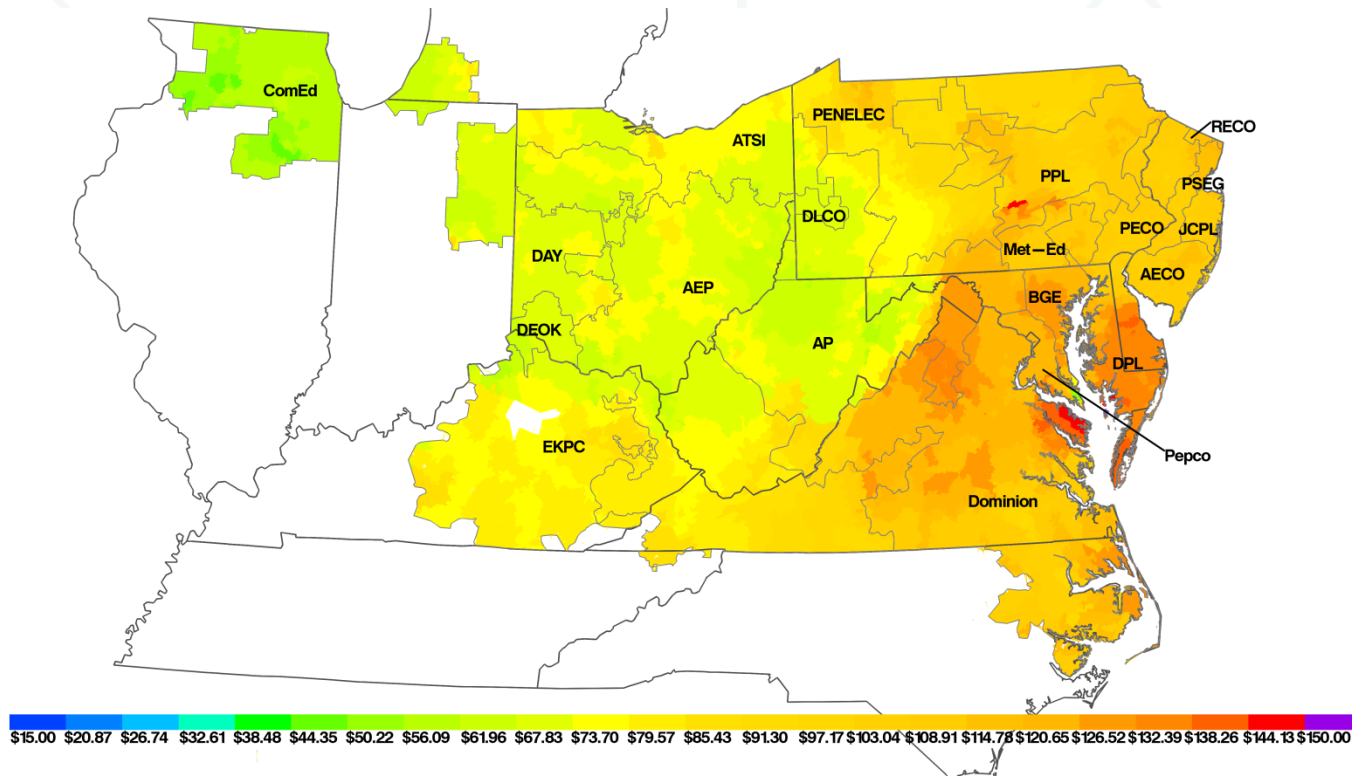 ComEd
ATSI
PENELEC
RECO
PPL
PSEG
DLCO
PECO
JCPL
Met-Ed
DAY
AECO
AEP
BGE
DEOK
AP
DPL
EKPC
Pepco
Dominion
$15.00 $20.87 $26.74 $32.61 $38.48 $44.35 $50.22 $56.09 $61.96 $67.83 $73.70 $79.57 $85.43 $91.30 $97.17 $103.04 $108.91 $114.78 $120.65 $126.52 $132.39 $138.26 $144.13 $150.00